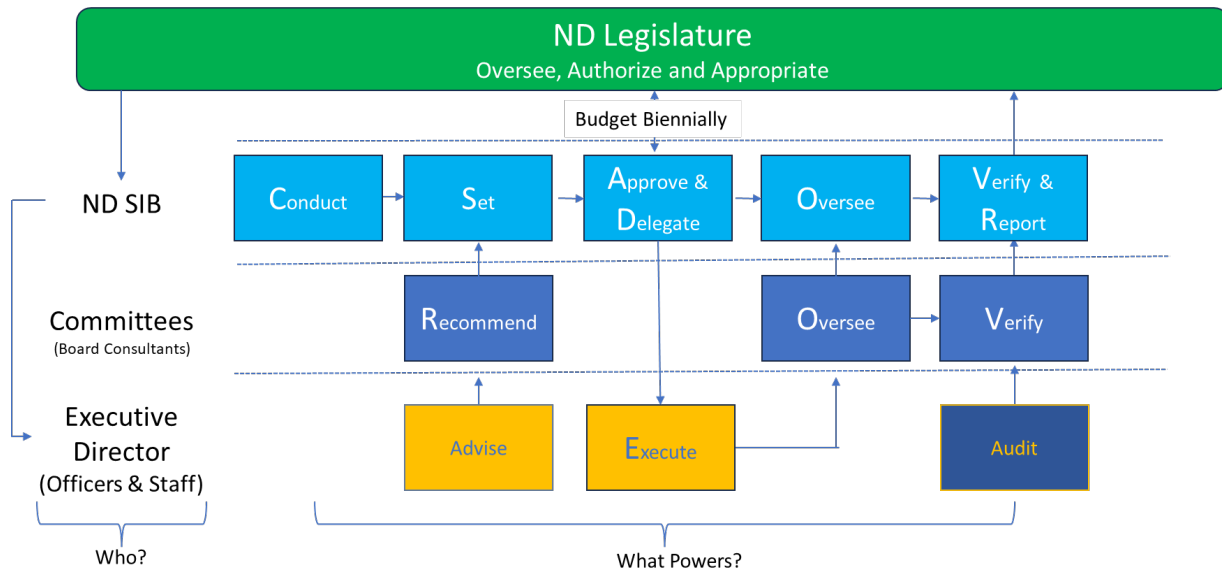 ND Legislature
Oversee, Authorize and Appropriate
Budget Biennially
ND SIB
Conduct
Set
Approve &
Delegate
Oversee
Verify &
Report
Committees
(Board Consultants)
Recommend
Oversee
Verify
Executive
Director
(Officers & Staff)
Advise
Execute
Audit
Who?
What Powers?